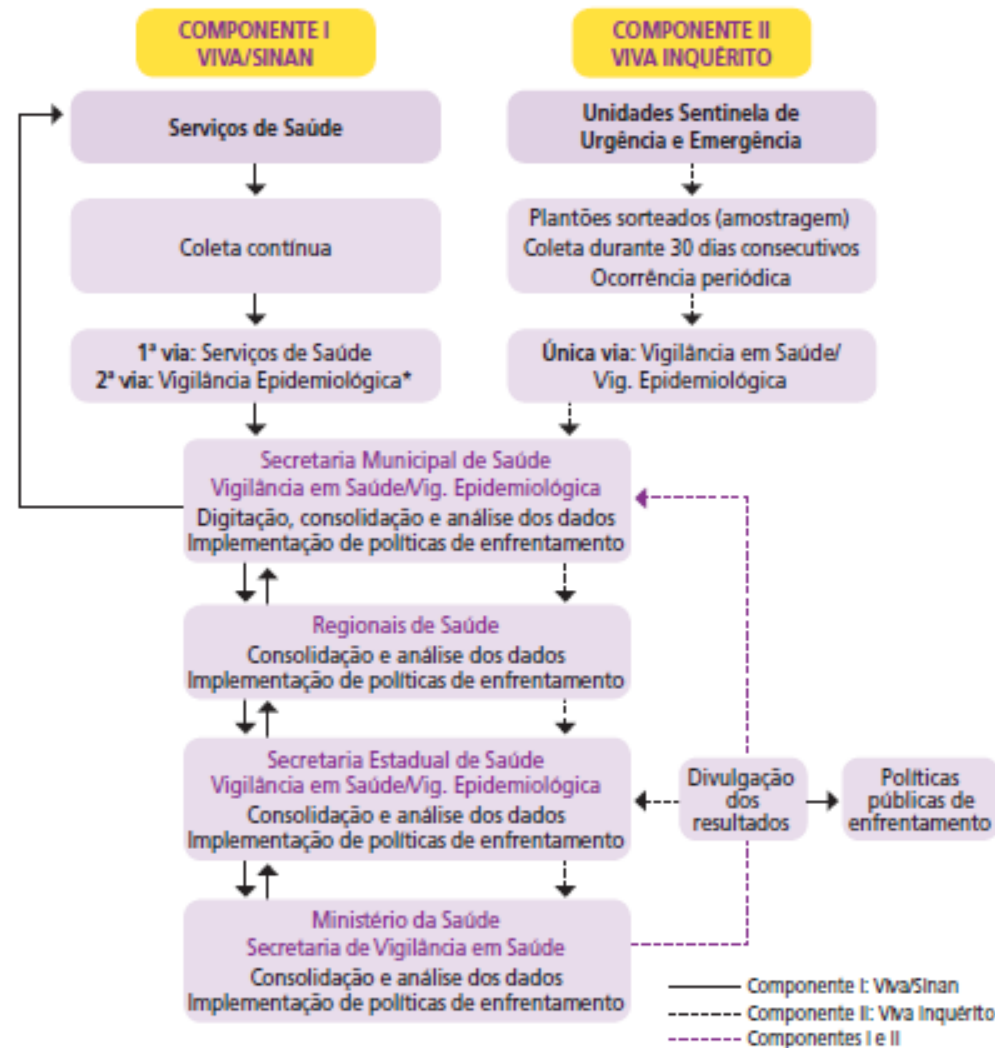 COMPONENTE I
VIVA/SINAN
COMPONENTE II
VIVA INQUÉRITO
Serviços de Saúde
Unidades Sentinela de
Urgência e Emergência
Coleta contínua
Plantões sorteados (amostragem)
Coleta durante 30 dias consecutivos
Ocorrência periódica
1ª via: Serviços de Saúde
2ª via: Vigilância Epidemiológica*
Única via: Vigilância em Saúde/
Vig. Epidemiológica
Secretaria Municipal de Saúde
Vigilância em Saúde/Vig. Epidemiológica
Digitação, consolidação e análise dos dados
Implementação de políticas de enfrentamento
Regionais de Saúde
Consolidação e análise dos dados
Implementação de políticas de enfrentamento
Secretaria Estadual de Saúde
Vigilância em Saúde/Vig. Epidemiológica
Consolidação e análise dos dados
Implementação de políticas de enfrentamento
Divulgação
dos
resultados
Políticas
públicas de
enfrentamento
Ministério da Saúde
Secretaria de Vigilância em Saúde
Consolidação e análise dos dados
Implementação de políticas de enfrentamento
Componente I: Viva/Sinan
Componente II: Viva Inquérito
Componentes I e II